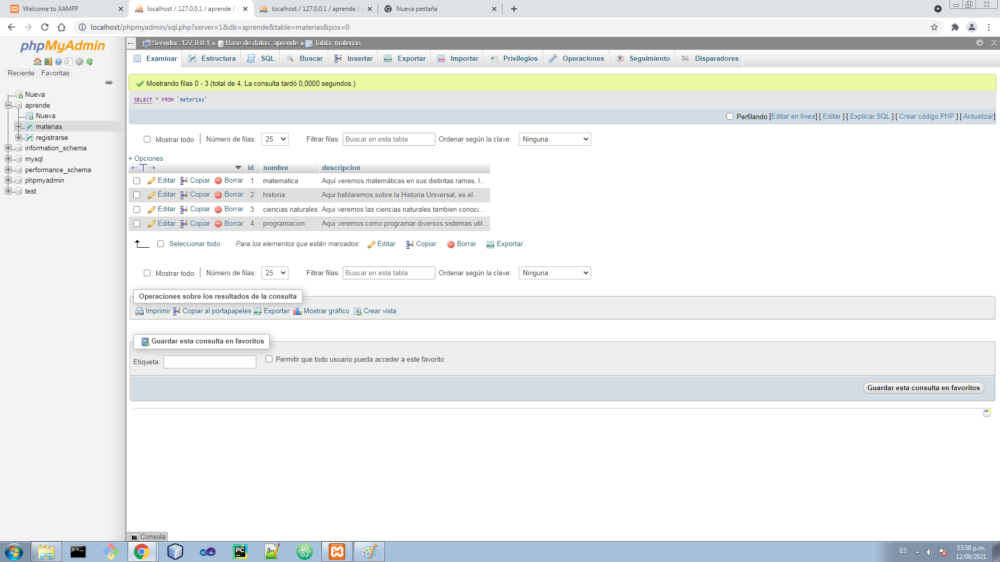 Welcome to XAMPP
localhost / 127.0.0.1 / aprende /
localhost / 127.0.0.1 / aprende /
Nueva pestaña
localhost/phpmyadmin/sql.php?server=1&db=aprende&table=materias&pos=0
phpMyAdmin
Reciente
Favoritas
Nueva
aprende
Nueva
materias
registrarse
information_schema
mysql
performance_schema
phpmyadmin
test
Servidor: 127.0.0.1 » Base de datos: aprende » Tabla: materias
Examinar Estructura SQL Buscar Insertar Exportar Importar Privilegios Operaciones Seguimiento Disparadores
Mostrando filas 0 - 3 (total de 4, La consulta tardó 0,0000 segundos.)
SELECT * FROM `materias`
Perfilando [Editar en línea] [ Editar ] [ Explicar SQL ] [ Crear código PHP ] [ Actualizar]
Mostrar todo Número de filas: 25 Filtrar filas: Buscar en esta tabla Ordenar según la clave: Ninguna
+ Opciones
←T→ id nombre descripcion
Editar Copiar Borrar 1 matematica Aquí veremos matemáticas en sus distintas ramas, l...
Editar Copiar Borrar 2 historia Aqui hablaremos sobre la Historia Universal, es el...
Editar Copiar Borrar 3 ciencias naturales Aqui veremos las ciencias naturales tambien conoci...
Editar Copiar Borrar 4 programacion Aqui veremos como programar diversos sistemas util...
Seleccionar todo Para los elementos que están marcados: Editar Copiar Borrar Exportar
Mostrar todo Número de filas: 25 Filtrar filas: Buscar en esta tabla Ordenar según la clave: Ninguna
Operaciones sobre los resultados de la consulta
Imprimir Copiar al portapapeles Exportar Mostrar gráfico Crear vista
Guardar esta consulta en favoritos
Etiqueta: Permitir que todo usuario pueda acceder a este favorito
Guardar esta consulta en favoritos
Consola
ES
03:58 p.m.
12/08/2021